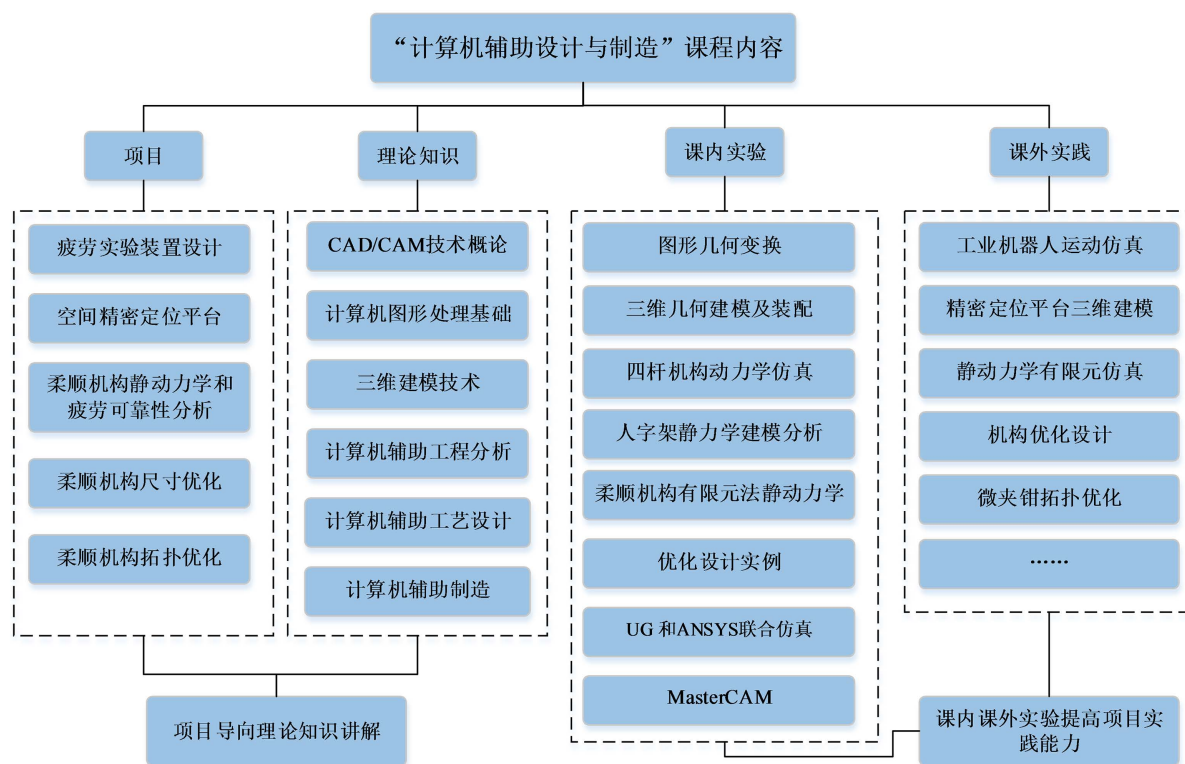 “计算机辅助设计与制造”课程内容
项目
理论知识
课内实验
课外实践
疲劳实验装置设计
空间精密定位平台
柔顺机构静动力学和
疲劳可靠性分析
柔顺机构尺寸优化
柔顺机构拓扑优化
CAD/CAM技术概论
计算机图形处理基础
三维建模技术
计算机辅助工程分析
计算机辅助工艺设计
计算机辅助制造
图形几何变换
三维几何建模及装配
四杆机构动力学仿真
人字架静力学建模分析
柔顺机构有限元法静动力学
优化设计实例
UG 和ANSYS联合仿真
MasterCAM
工业机器人运动仿真
精密定位平台三维建模
静动力学有限元仿真
机构优化设计
微夹钳拓扑优化
……
项目导向理论知识讲解
课内课外实验提高项目实
践能力